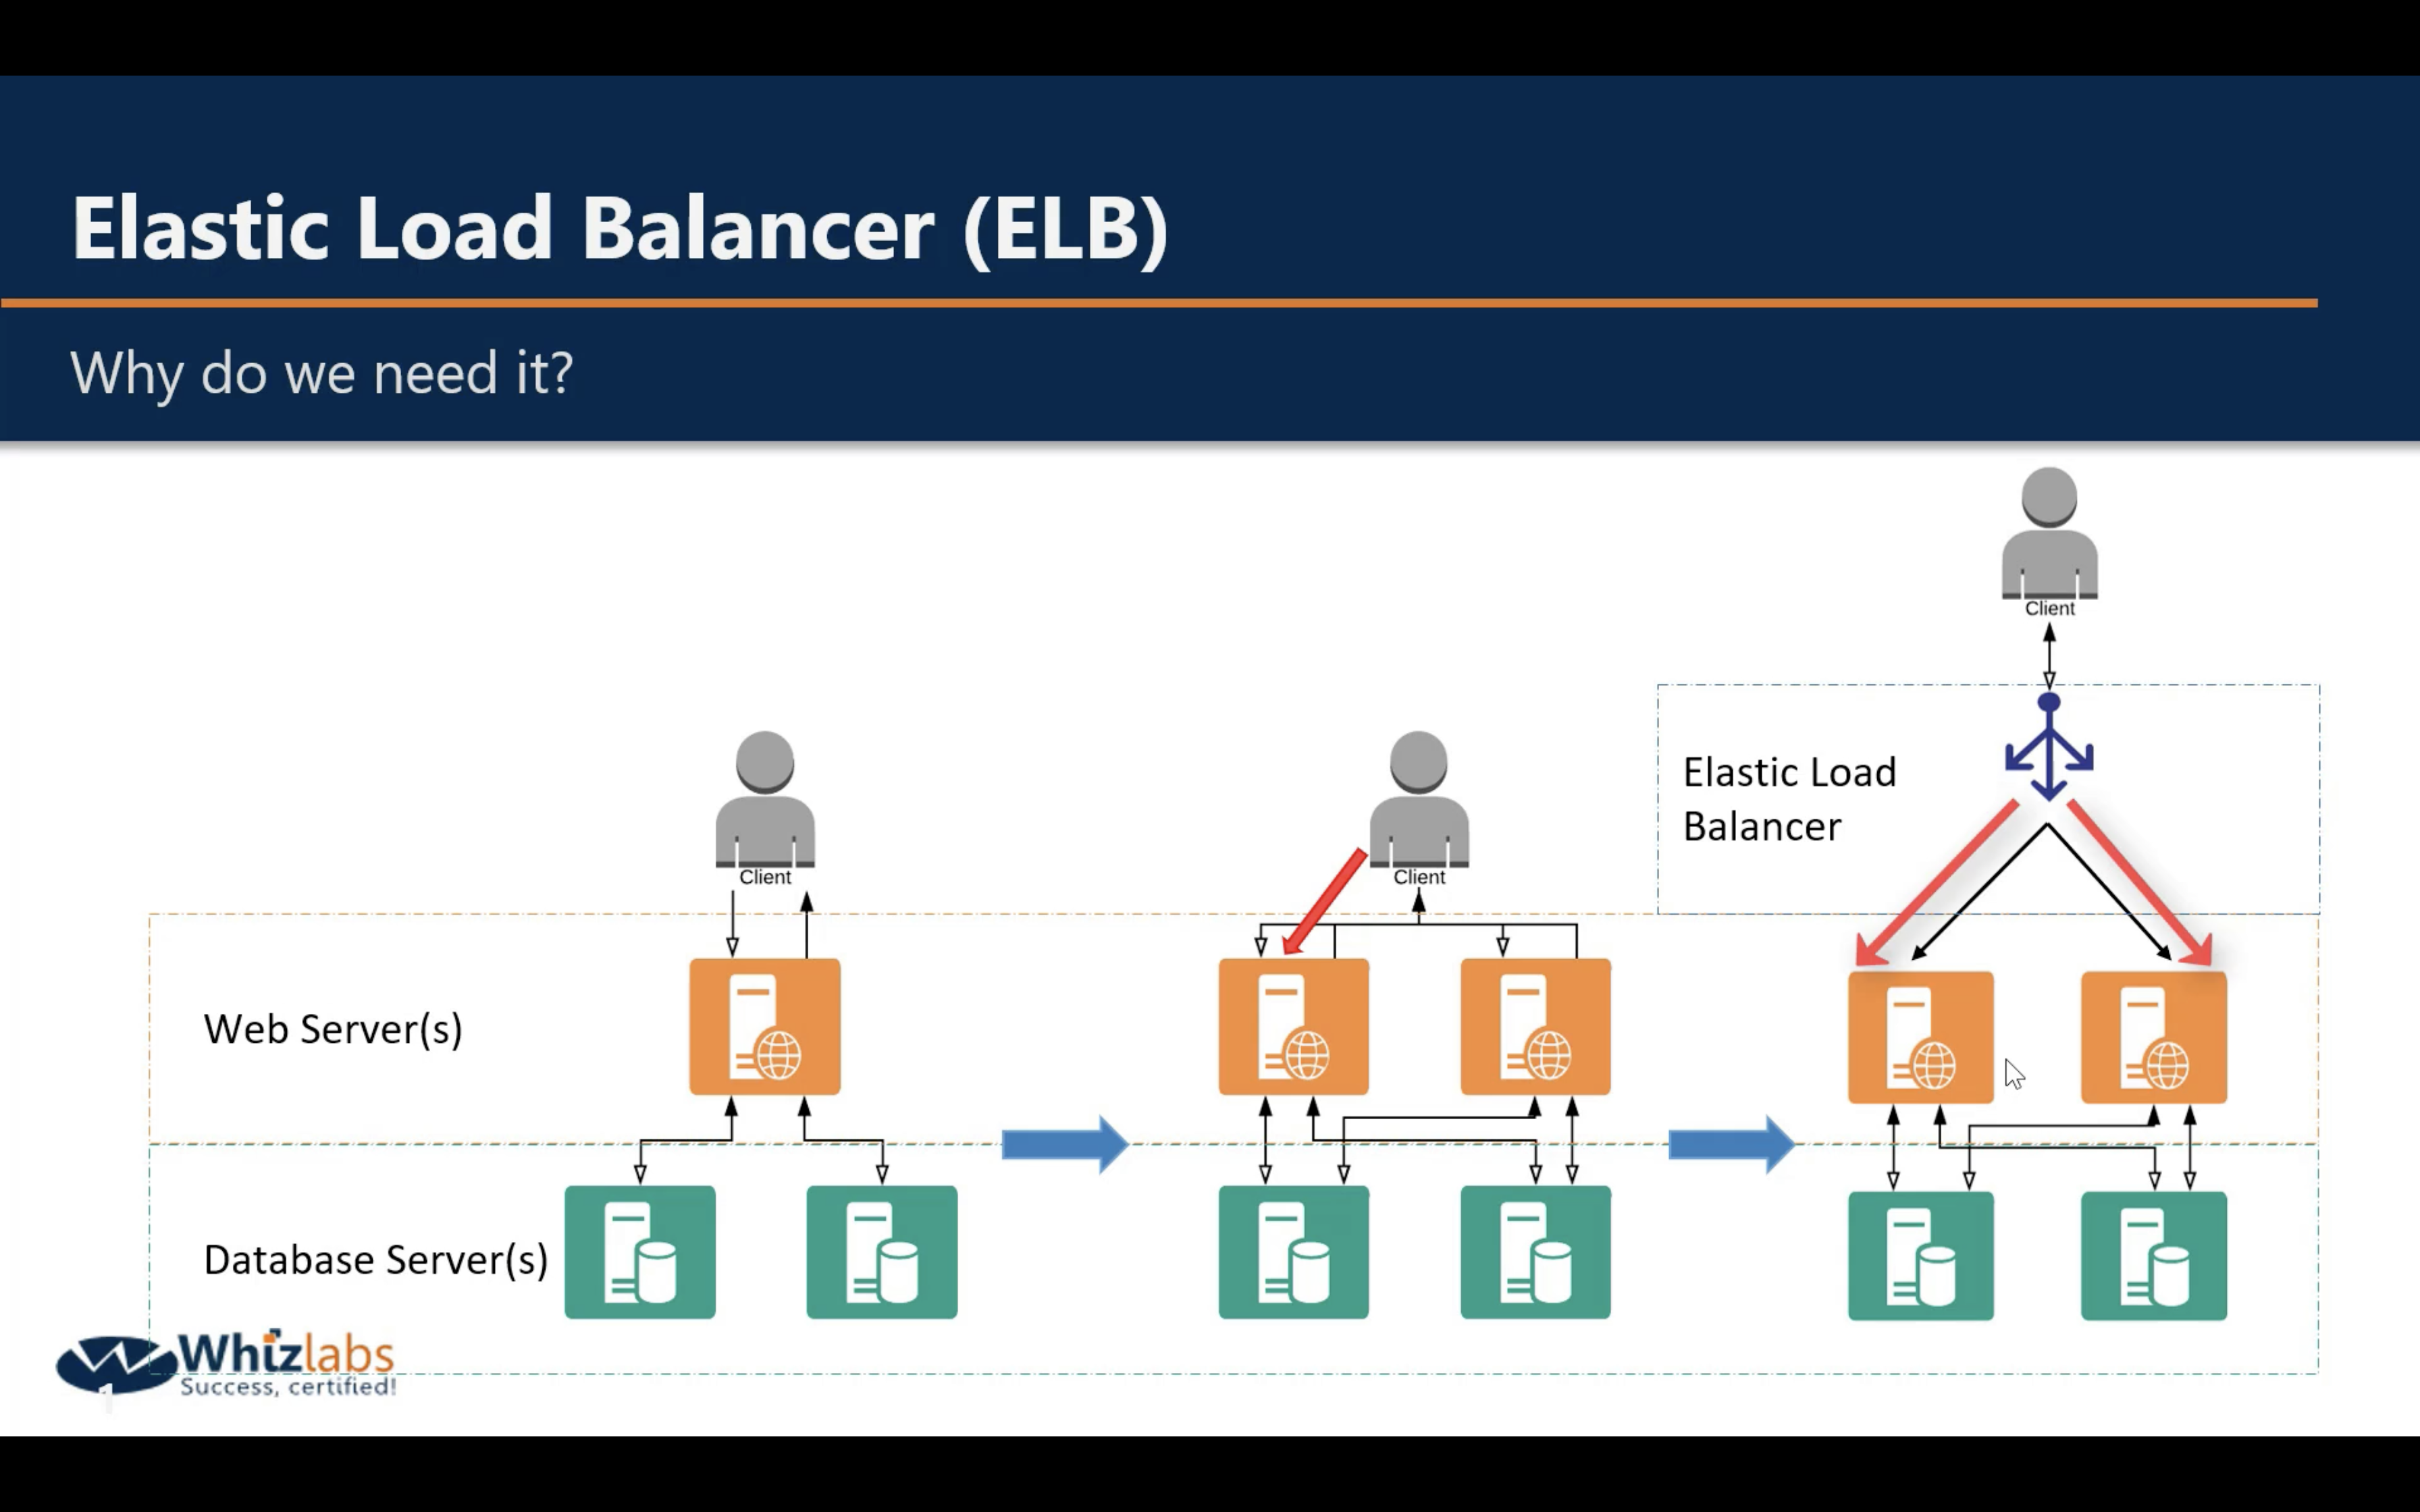 Elastic Load Balancer (ELB)
Why do we need it?
Client
Elastic Load
Balancer
Client
Client
Web Server(s)
Database Server(s)
Whizlabs
Success, certified!
1